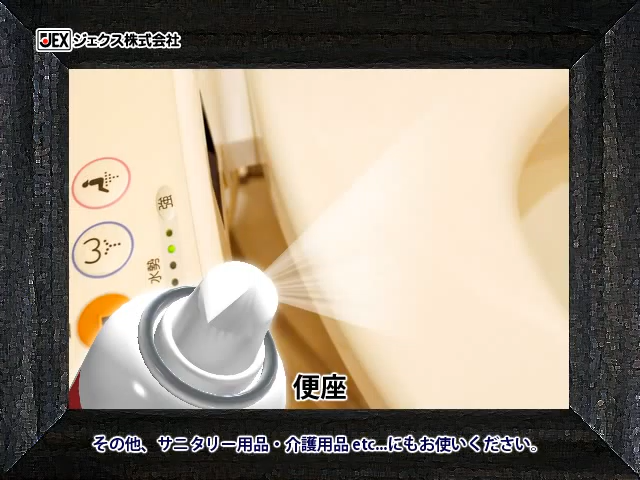 JEX ジェクス株式会社
強
水勢
便座
その他、サニタリー用品・介護用品etc...にもお使いください。